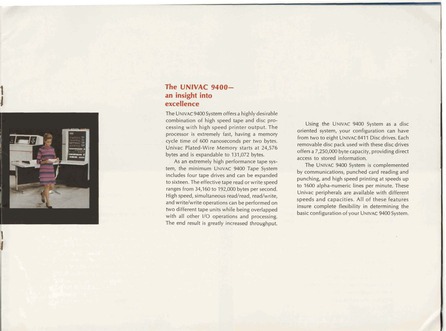 The UNIVAC 9400—
an insight into
excellence
The UNIVAC 9400 System offers a highly desirable
combination of high speed tape and disc pro-
cessing with high speed printer output. The
processor is extremely fast, having a memory
cycle time of 600 nanoseconds per two bytes.
Univac Plated-Wire Memory starts at 24,576
bytes and is expandable to 131,072 bytes.
As an extremely high performance tape sys-
tem, the minimum UNIVAC 9400 Tape System
includes four tape drives and can be expanded
to sixteen. The effective tape read or write speed
ranges from 34,160 to 192,000 bytes per second.
High speed, simultaneous read/read, read/write,
and write/write operations can be performed on
two different tape units while being overlapped
with all other I/O operations and processing.
The end result is greatly increased throughput.
Using the UNIVAC 9400 System as a disc
oriented system, your configuration can have
from two to eight UNIVAC 8411 Disc drives. Each
removable disc pack used with these disc drives
offers a 7,250,000 byte capacity, providing direct
access to stored information.
The UNIVAC 9400 System is complemented
by communications, punched card reading and
punching, and high speed printing at speeds up
to 1600 alpha-numeric lines per minute. These
Univac peripherals are available with different
speeds and capacities. All of these features
insure complete flexibility in determining the
basic configuration of your UNIVAC 9400 System.